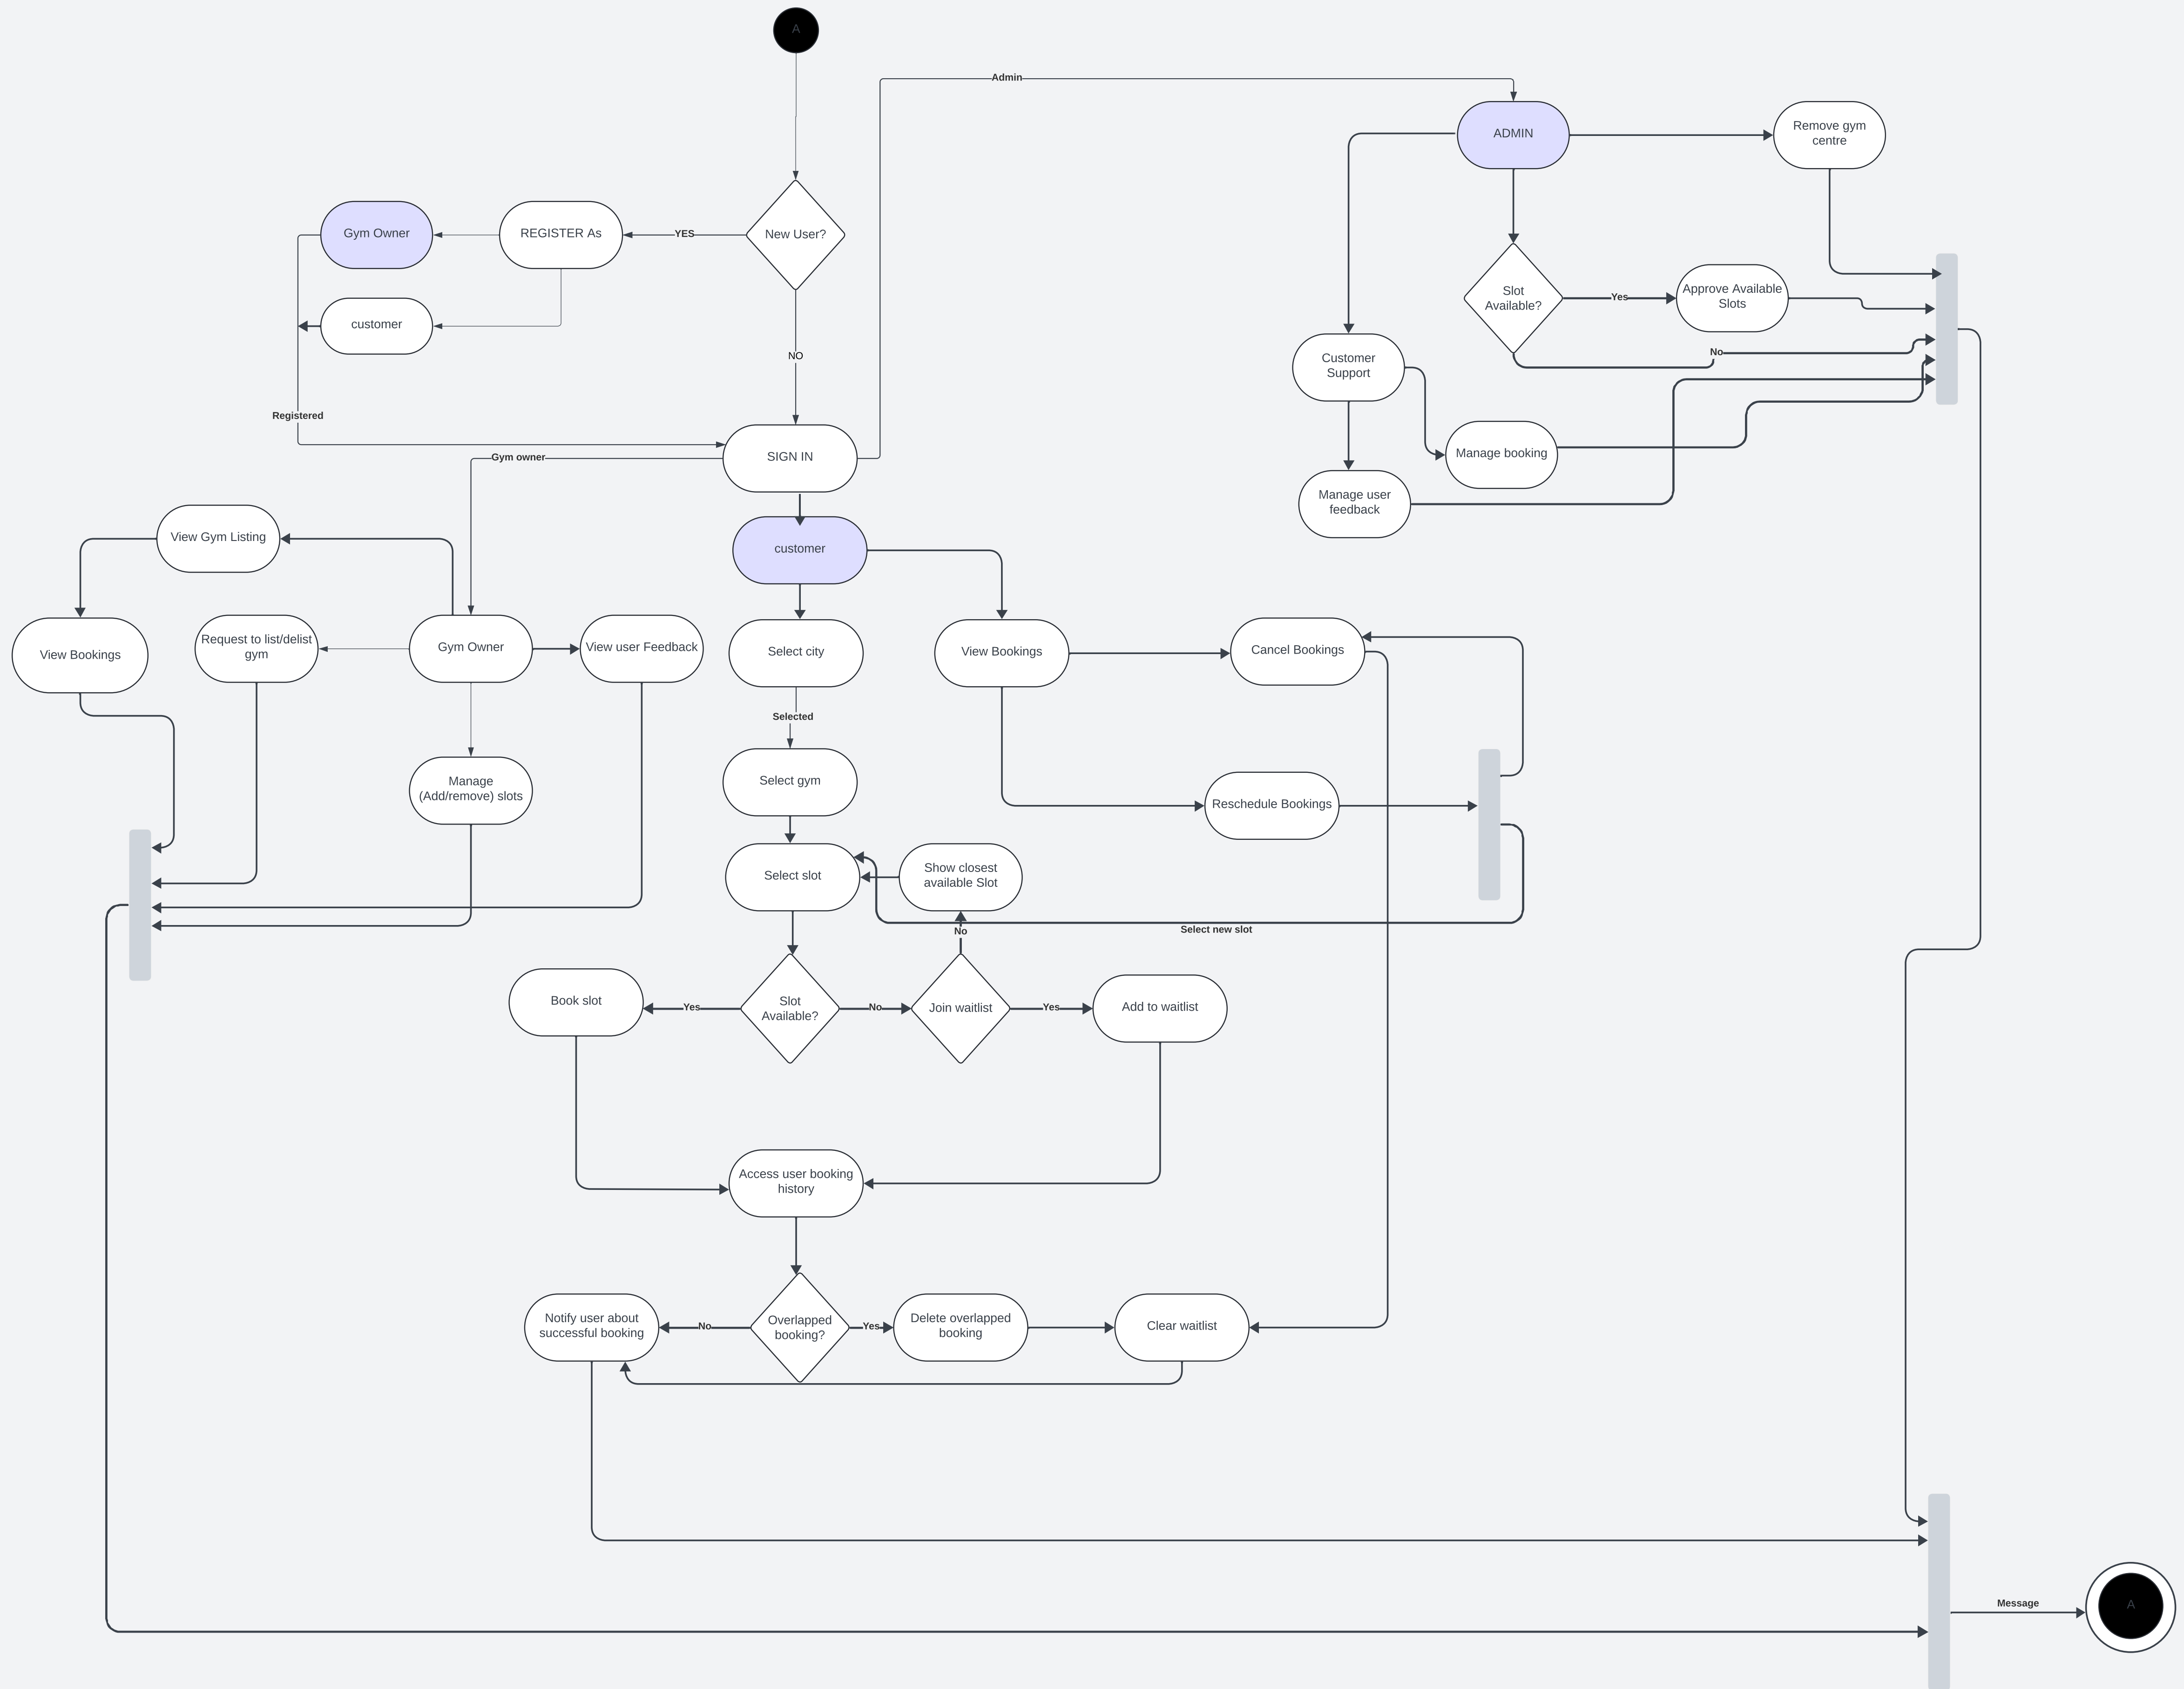 A
Admin
ADMIN
Remove gym
centre
Gym Owner
REGISTER As
YES
New User?
customer
NO
Registered
Slot
Available?
Yes
Approve Available
Slots
No
Customer
Support
Manage booking
Manage user
feedback
SIGN IN
Gym owner
View Gym Listing
customer
View Bookings
Request to list/delist
gym
Gym Owner
View user Feedback
Select city
View Bookings
Cancel Bookings
Selected
Manage
(Add/remove) slots
Select gym
Reschedule Bookings
Select slot
Show closest
available Slot
No
Select new slot
Book slot
Yes
Slot
Available?
No
Join waitlist
Yes
Add to waitlist
Access user booking
history
Notify user about
successful booking
No
Overlapped
booking?
Yes
Delete overlapped
booking
Clear waitlist
Message
A